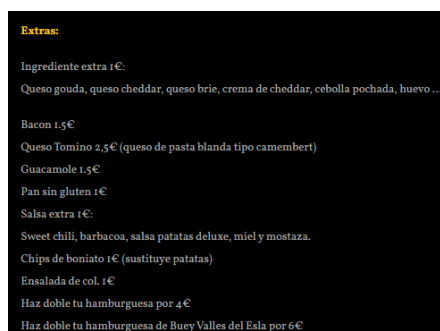 Extras:
Ingrediente extra 1€:
Queso gouda, queso cheddar, queso brie, crema de cheddar, cebolla pochada, huevo ...
Bacon 1.5€
Queso Tomino 2,5€ (queso de pasta blanda tipo camembert)
Guacamole 1.5€
Pan sin gluten 1€
Salsa extra 1€:
Sweet chili, barbacoa, salsa patatas deluxe, miel y mostaza.
Chips de boniato 1€ (sustituye patatas)
Ensalada de col. 1€
Haz doble tu hamburguesa por 4€
Haz doble tu hamburguesa de Buey Valles del Esla por 6€